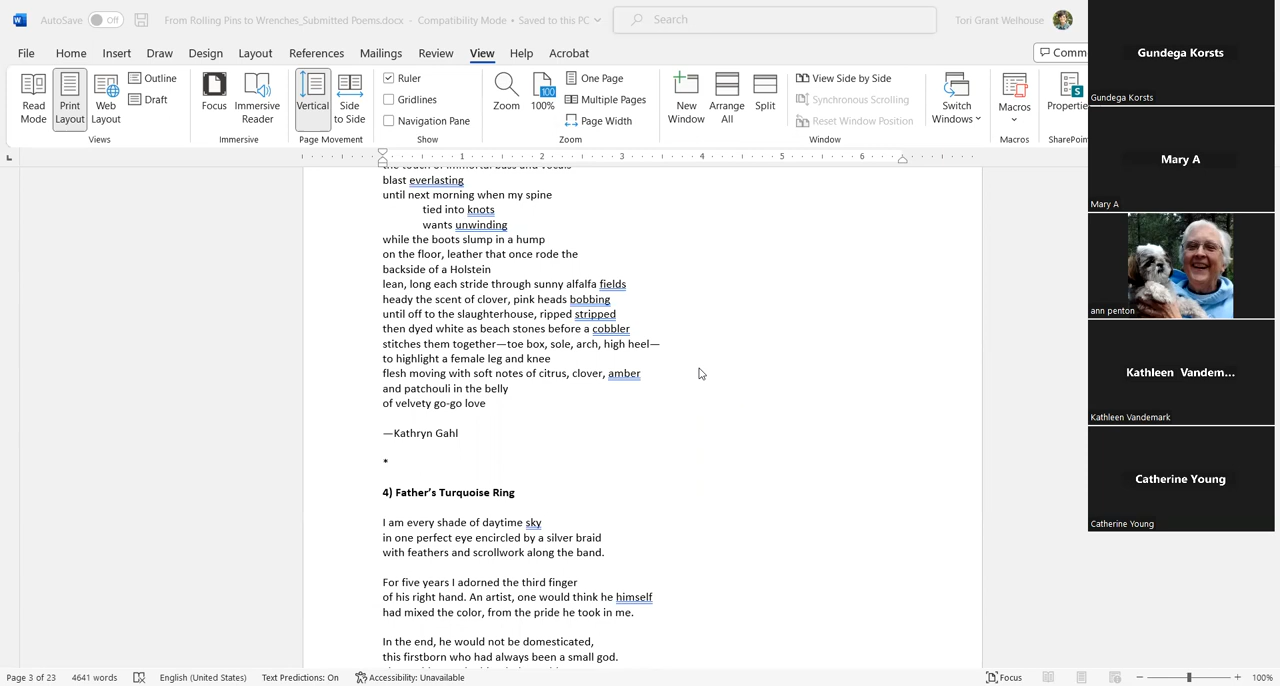 AutoSave Off From Rolling Pins to Wrenches_Submitted Poems.docx - Compatibility Mode • Saved to this PC Search Tori Grant Welhouse
File Home Insert Draw Design Layout References Mailings Review View Help Acrobat Comm
Read Mode
Print Layout
Web Layout
Outline
Draft
Views
Focus
Immersive Reader
Immersive
Vertical
Side to Side
Page Movement
Ruler
Gridlines
Navigation Pane
Show
Zoom
100
100%
One Page
Multiple Pages
Page Width
Zoom
New Window
Arrange All
Split
View Side by Side
Synchronous Scrolling
Reset Window Position
Window
Switch Windows
Macros
Macros
S
Propertie
SharePoin
1 2 3 4 5 6
blast everlasting
until next morning when my spine
tied into knots
wants unwinding
while the boots slump in a hump
on the floor, leather that once rode the
backside of a Holstein
lean, long each stride through sunny alfalfa fields
heady the scent of clover, pink heads bobbing
until off to the slaughterhouse, ripped stripped
then dyed white as beach stones before a cobbler
stitches them together—toe box, sole, arch, high heel—
to highlight a female leg and knee
flesh moving with soft notes of citrus, clover, amber
and patchouli in the belly
of velvety go-go love
—Kathryn Gahl
*
4) Father's Turquoise Ring
I am every shade of daytime sky
in one perfect eye encircled by a silver braid
with feathers and scrollwork along the band.
For five years I adorned the third finger
of his right hand. An artist, one would think he himself
had mixed the color, from the pride he took in me.
In the end, he would not be domesticated,
this firstborn who had always been a small god.
Gundega Korsts
Gundega Korsts
Mary A
Mary A
ann penton
Kathleen Vandem...
Kathleen Vandemark
Catherine Young
Catherine Young
Page 3 of 23 4641 words English (United States) Text Predictions: On Accessibility: Unavailable Focus 100%